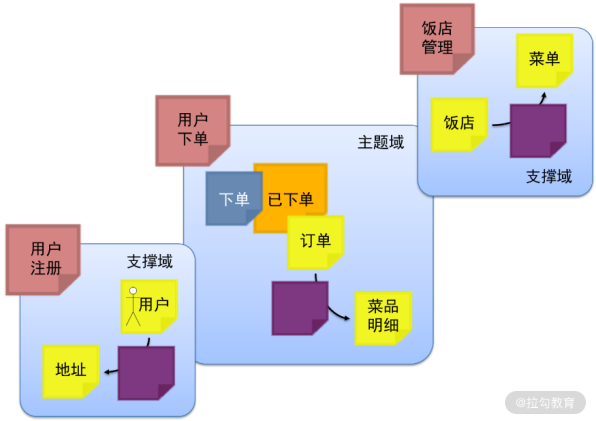 饭店
管理
菜单
饭店
支撑域
用户
下单
主题域
下单
已下单
订单
菜品
明细
用户
注册
支撑域
用户
地址
@拉勾教育